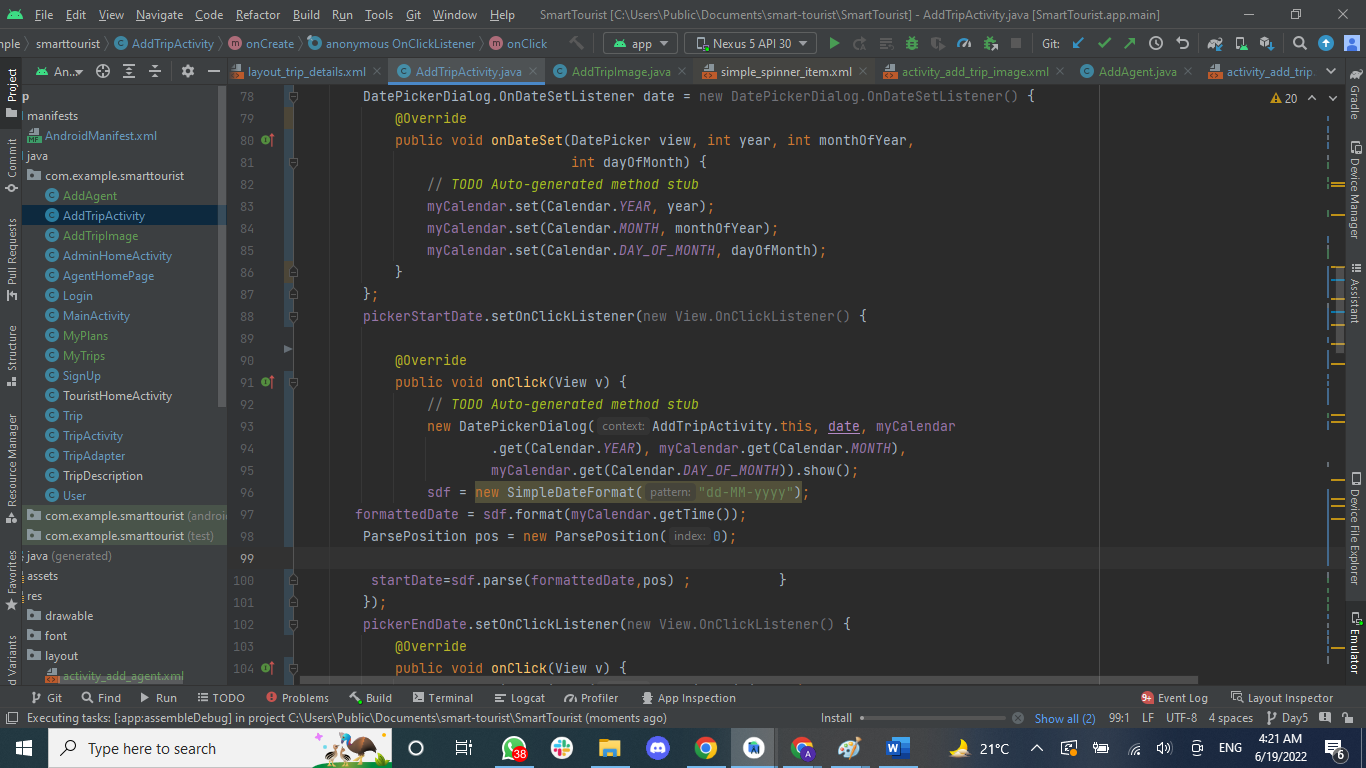 File Edit View Navigate Code Refactor Build Run Tools Git Window Help SmartTourist [C:\Users\Public\Documents\smart-tourist\SmartTourist] - AddTripActivity.java [SmartTourist.app.main]
mple smarttourist AddTripActivity onCreate anonymous OnClickListener onClick app Nexus 5 API 30 Git:
An... layout_trip_details.xml AddTripActivity.java AddTripImage.java simple_spinner_item.xml activity_add_trip_image.xml AddAgent.java activity_add_trip
Project
Commit
Pull Requests
Structure
Resource Manager
Favorites
d Variants
p
manifests
AndroidManifest.xml
java
com.example.smarttourist
AddAgent
AddTripActivity
AddTripImage
AdminHomeActivity
AgentHomePage
Login
MainActivity
MyPlans
MyTrips
SignUp
TouristHomeActivity
Trip
TripActivity
TripAdapter
TripDescription
User
com.example.smarttourist (androi
com.example.smarttourist (test)
java (generated)
assets
res
drawable
font
layout
activity_add_agent.xml
78 DatePickerDialog.OnDateSetListener date = new DatePickerDialog.OnDateSetListener() {
79 @Override
80 public void onDateSet(DatePicker view, int year, int monthOfYear,
81 int dayOfMonth) {
82 // TODO Auto-generated method stub
83 myCalendar.set(Calendar.YEAR, year);
84 myCalendar.set(Calendar.MONTH, monthOfYear);
85 myCalendar.set(Calendar.DAY_OF_MONTH, dayOfMonth);
86 }
87 };
88 pickerStartDate.setOnClickListener(new View.OnClickListener() {
89
90 @Override
91 public void onClick(View v) {
92 // TODO Auto-generated method stub
93 new DatePickerDialog( context: AddTripActivity.this, date, myCalendar
94 .get(Calendar.YEAR), myCalendar.get(Calendar.MONTH),
95 myCalendar.get(Calendar.DAY_OF_MONTH)).show();
96 sdf = new SimpleDateFormat( pattern: "dd-MM-yyyy");
97 formattedDate = sdf.format(myCalendar.getTime());
98 ParsePosition pos = new ParsePosition( index: 0);
99
100 startDate=sdf.parse(formattedDate,pos) ; }
101 });
102 pickerEndDate.setOnClickListener(new View.OnClickListener() {
103 @Override
104 public void onClick(View v) {
20
Gradle
Device Manager
Assistant
Device File Explorer
Emulator
Git Find Run TODO Problems Build Terminal Logcat Profiler App Inspection 9+ Event Log Layout Inspector
Executing tasks: [:app:assembleDebug] in project C:\Users\Public\Documents\smart-tourist\SmartTourist (moments ago) Install Show all (2) 99:1 LF UTF-8 4 spaces Day5
Type here to search 38 21°C ENG 4:21 AM
6/19/2022 6